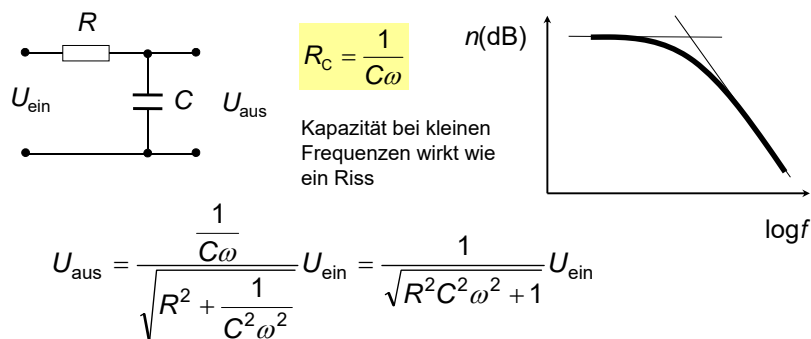 R
U_ein
C
U_aus
R_C = 1/(Cω)
Kapazität bei kleinen
Frequenzen wirkt wie
ein Riss
n(dB)
logf
U_aus = (1/(Cω))/√(R² + 1/(C²ω²)) U_ein = 1/√(R²C²ω² + 1) U_ein